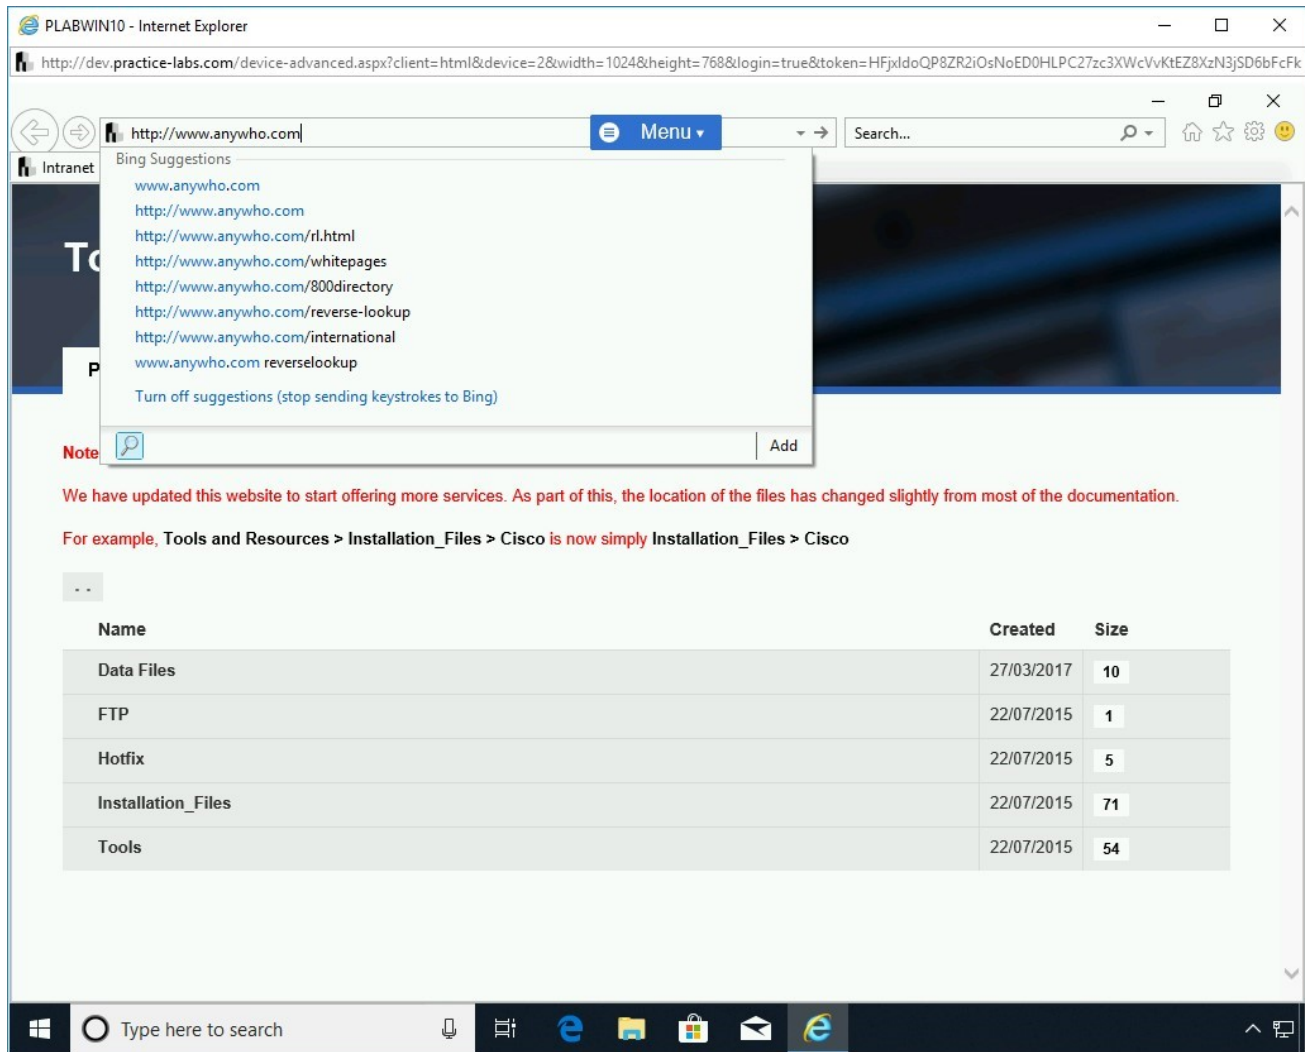 PLABWIN10 - Internet Explorer
http://dev.practice-labs.com/device-advanced.aspx?client=html&device=2&width=1024&height=768&login=true&token=HFjxIdoQP8ZR2iOsNoED0HLPC27zc3XWcVvKtEZ8XzN3jSD6bFcFk
http://www.anywho.com Menu Search...
Intranet
Bing Suggestions
www.anywho.com
http://www.anywho.com
http://www.anywho.com/rl.html
http://www.anywho.com/whitepages
http://www.anywho.com/800directory
http://www.anywho.com/reverse-lookup
http://www.anywho.com/international
www.anywho.com reverselookup
Turn off suggestions (stop sending keystrokes to Bing)
Add
To
P
Note
We have updated this website to start offering more services. As part of this, the location of the files has changed slightly from most of the documentation.
For example, Tools and Resources > Installation_Files > Cisco is now simply Installation_Files > Cisco
. .
Name Created Size
Data Files 27/03/2017 10
FTP 22/07/2015 1
Hotfix 22/07/2015 5
Installation_Files 22/07/2015 71
Tools 22/07/2015 54
Type here to search